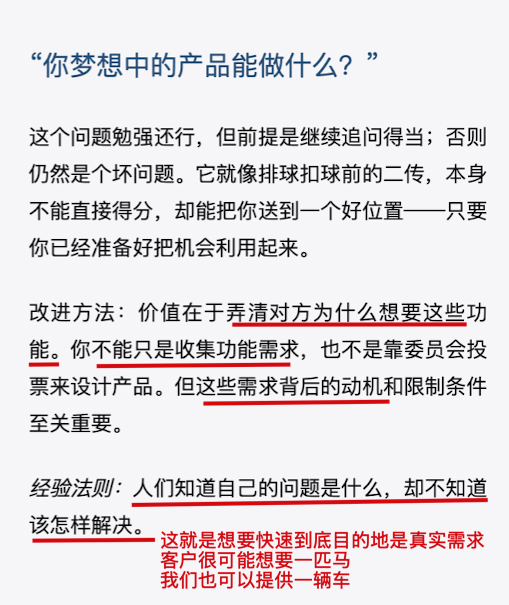 “你梦想中的产品能做什么？”
这个问题勉强还行，但前提是继续追问得当；否则
仍然是个坏问题。它就像排球扣球前的二传，本身
不能直接得分，却能把你送到一个好位置——只要
你已经准备好把机会利用起来。
改进方法：价值在于弄清对方为什么想要这些功
能。你不能只是收集功能需求，也不是靠委员会投
票来设计产品。但这些需求背后的动机和限制条件
至关重要。
经验法则：人们知道自己的问题是什么，却不知道
该怎样解决。
这就是想要快速到底目的地是真实需求
客户很可能想要一匹马
我们也可以提供一辆车